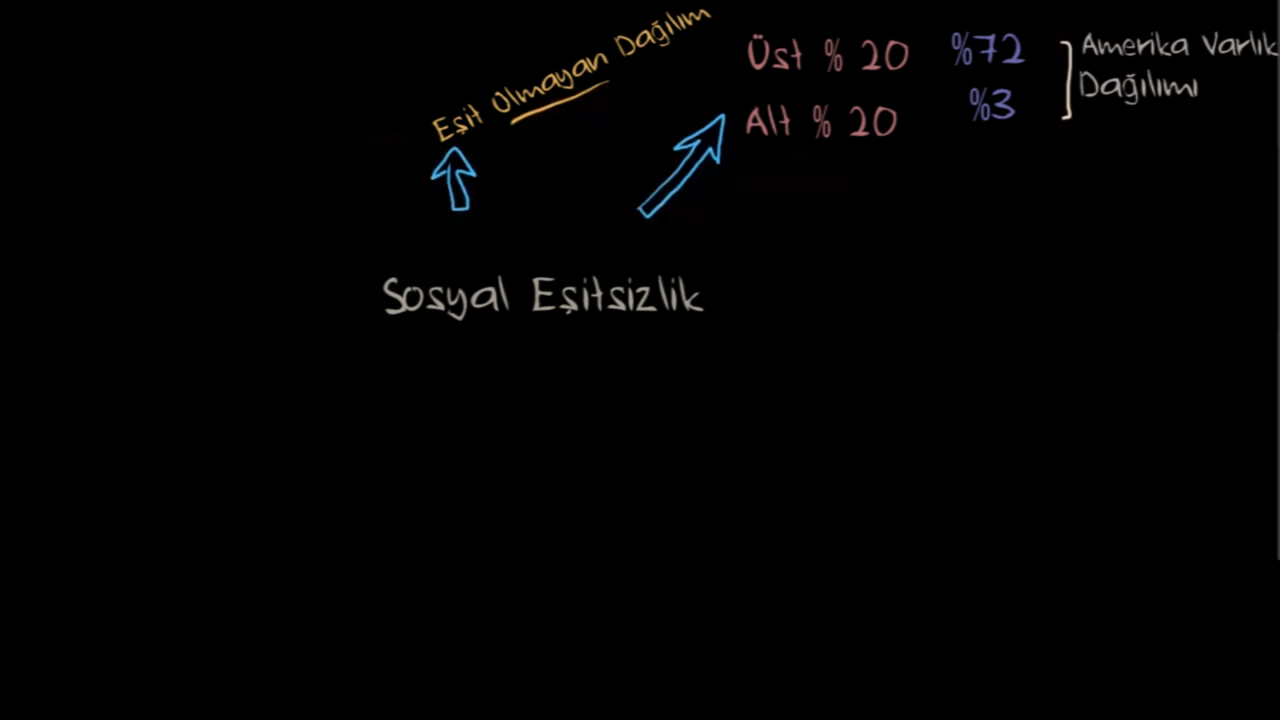 Eşit Olmayan Dağılım
Üst % 20 %72
Alt % 20 %3
Amerika Varlık
Dağılımı
Sosyal Eşitsizlik